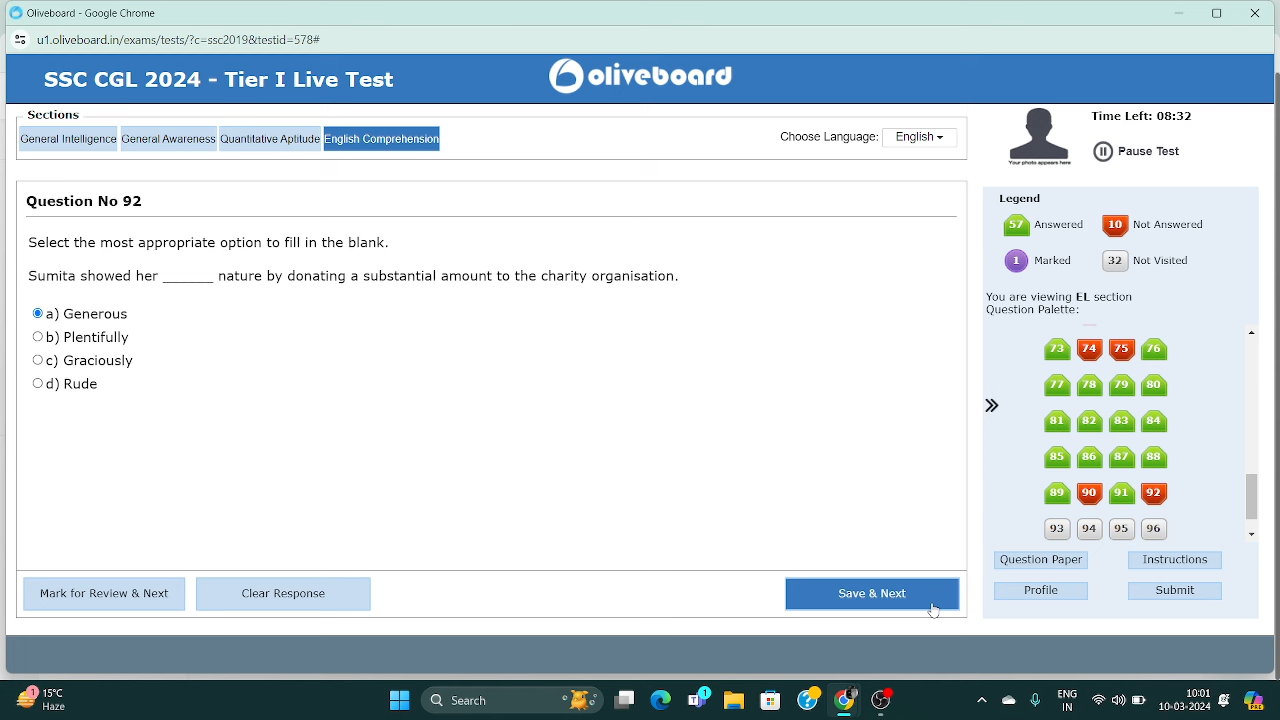 Oliveboard - Google Chrome
u1.oliveboard.in/exams/tests/?c=ssc2019&testid=578#
SSC CGL 2024 - Tier I Live Test
oliveboard
Sections
General Intelligence General Awareness Quantitative Aptitude English Comprehension
Choose Language: English
Your photo appears here
Time Left: 08:32
Pause Test
Question No 92
Select the most appropriate option to fill in the blank.
Sumita showed her ______ nature by donating a substantial amount to the charity organisation.
a) Generous
b) Plentifully
c) Graciously
d) Rude
Mark for Review & Next
Clear Response
Save & Next
Legend
57 Answered 10 Not Answered
1 Marked 32 Not Visited
You are viewing EL section
Question Palette:
73 74 75 76
77 78 79 80
81 82 83 84
85 86 87 88
89 90 91 92
93 94 95 96
Question Paper Instructions
Profile Submit
15°C
Haze
Search
1
ENG
IN
10:01
10-03-2024